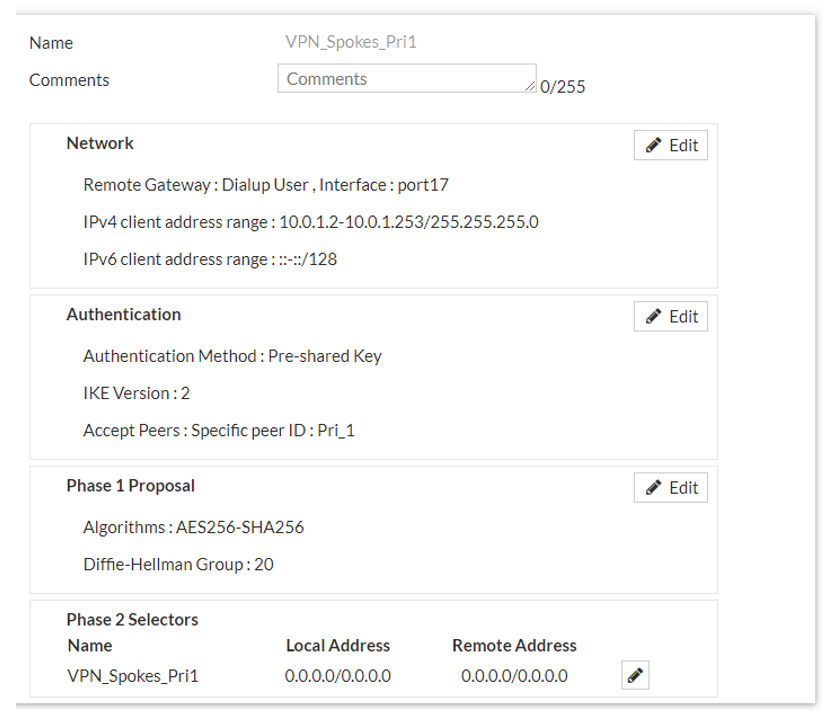 Name VPN_Spokes_Pri1
Comments Comments 0/255
Network Edit
Remote Gateway : Dialup User , Interface : port17
IPv4 client address range : 10.0.1.2-10.0.1.253/255.255.255.0
IPv6 client address range : ::-::/128
Authentication Edit
Authentication Method : Pre-shared Key
IKE Version : 2
Accept Peers : Specific peer ID : Pri_1
Phase 1 Proposal Edit
Algorithms : AES256-SHA256
Diffie-Hellman Group : 20
Phase 2 Selectors
Name Local Address Remote Address
VPN_Spokes_Pri1 0.0.0.0/0.0.0.0 0.0.0.0/0.0.0.0